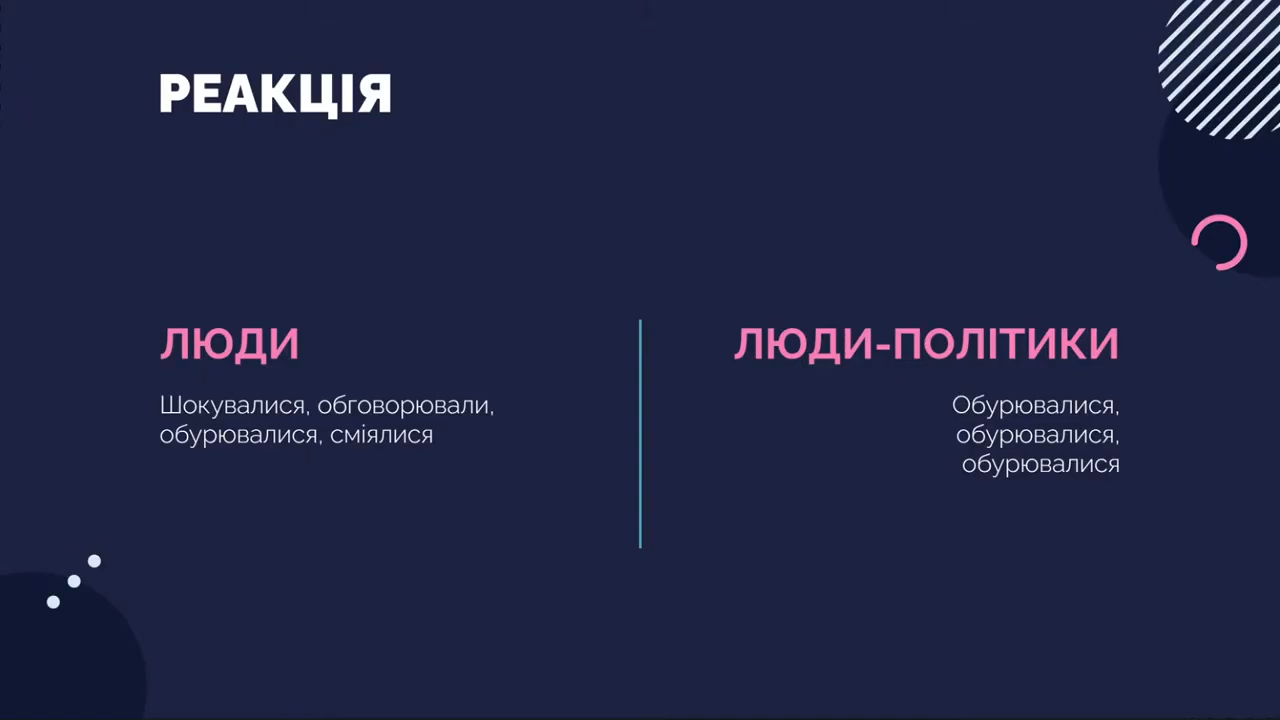 РЕАКЦІЯ
ЛЮДИ
Шокувалися, обговорювали,
обурювалися, сміялися
ЛЮДИ-ПОЛІТИКИ
Обурювалися,
обурювалися,
обурювалися